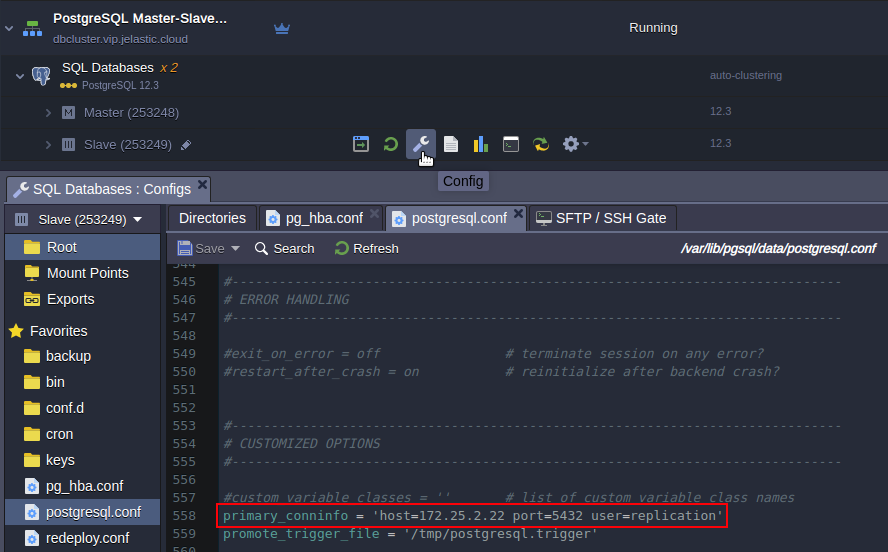 PostgreSQL Master-Slave...
dbcluster.vip.jelastic.cloud
Running
SQL Databases x 2
PostgreSQL 12.3
auto-clustering
M Master (253248)
12.3
Slave (253249)
12.3
Config
SQL Databases : Configs
Slave (253249)
Directories
pg_hba.conf
postgresql.conf
SFTP / SSH Gate
Root
Mount Points
Exports
Favorites
backup
bin
conf.d
cron
keys
pg_hba.conf
postgresql.conf
redeploy.conf
Save
Search
Refresh
/var/lib/pgsql/data/postgresql.conf
544
545 #------------------------------------------------------------------------------
546 # ERROR HANDLING
547 #------------------------------------------------------------------------------
548
549 #exit_on_error = off # terminate session on any error?
550 #restart_after_crash = on # reinitialize after backend crash?
551
552
553 #------------------------------------------------------------------------------
554 # CUSTOMIZED OPTIONS
555 #------------------------------------------------------------------------------
556
557 #custom_variable_classes = '' # list of custom variable class names
558 primary_conninfo = 'host=172.25.2.22 port=5432 user=replication'
559 promote_trigger_file = '/tmp/postgresql.trigger'
560